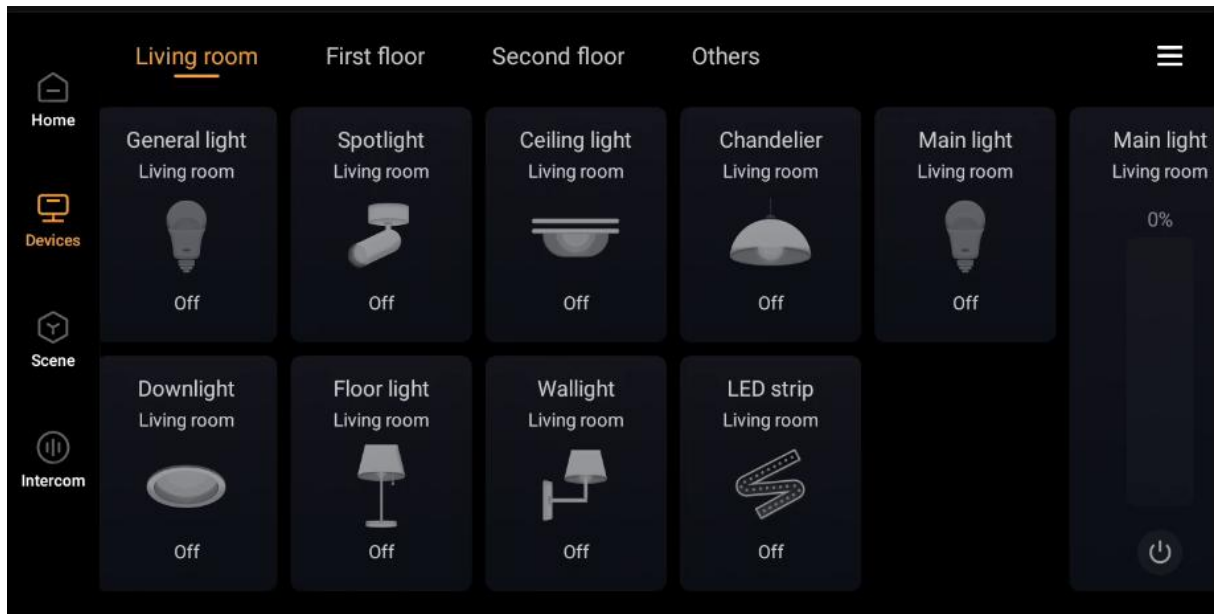 Living room
First floor
Second floor
Others
Home
Devices
Scene
Intercom
General light
Living room
Off
Spotlight
Living room
Off
Ceiling light
Living room
Off
Chandelier
Living room
Off
Main light
Living room
Off
Main light
Living room
0%
Downlight
Living room
Off
Floor light
Living room
Off
Wallight
Living room
Off
LED strip
Living room
Off